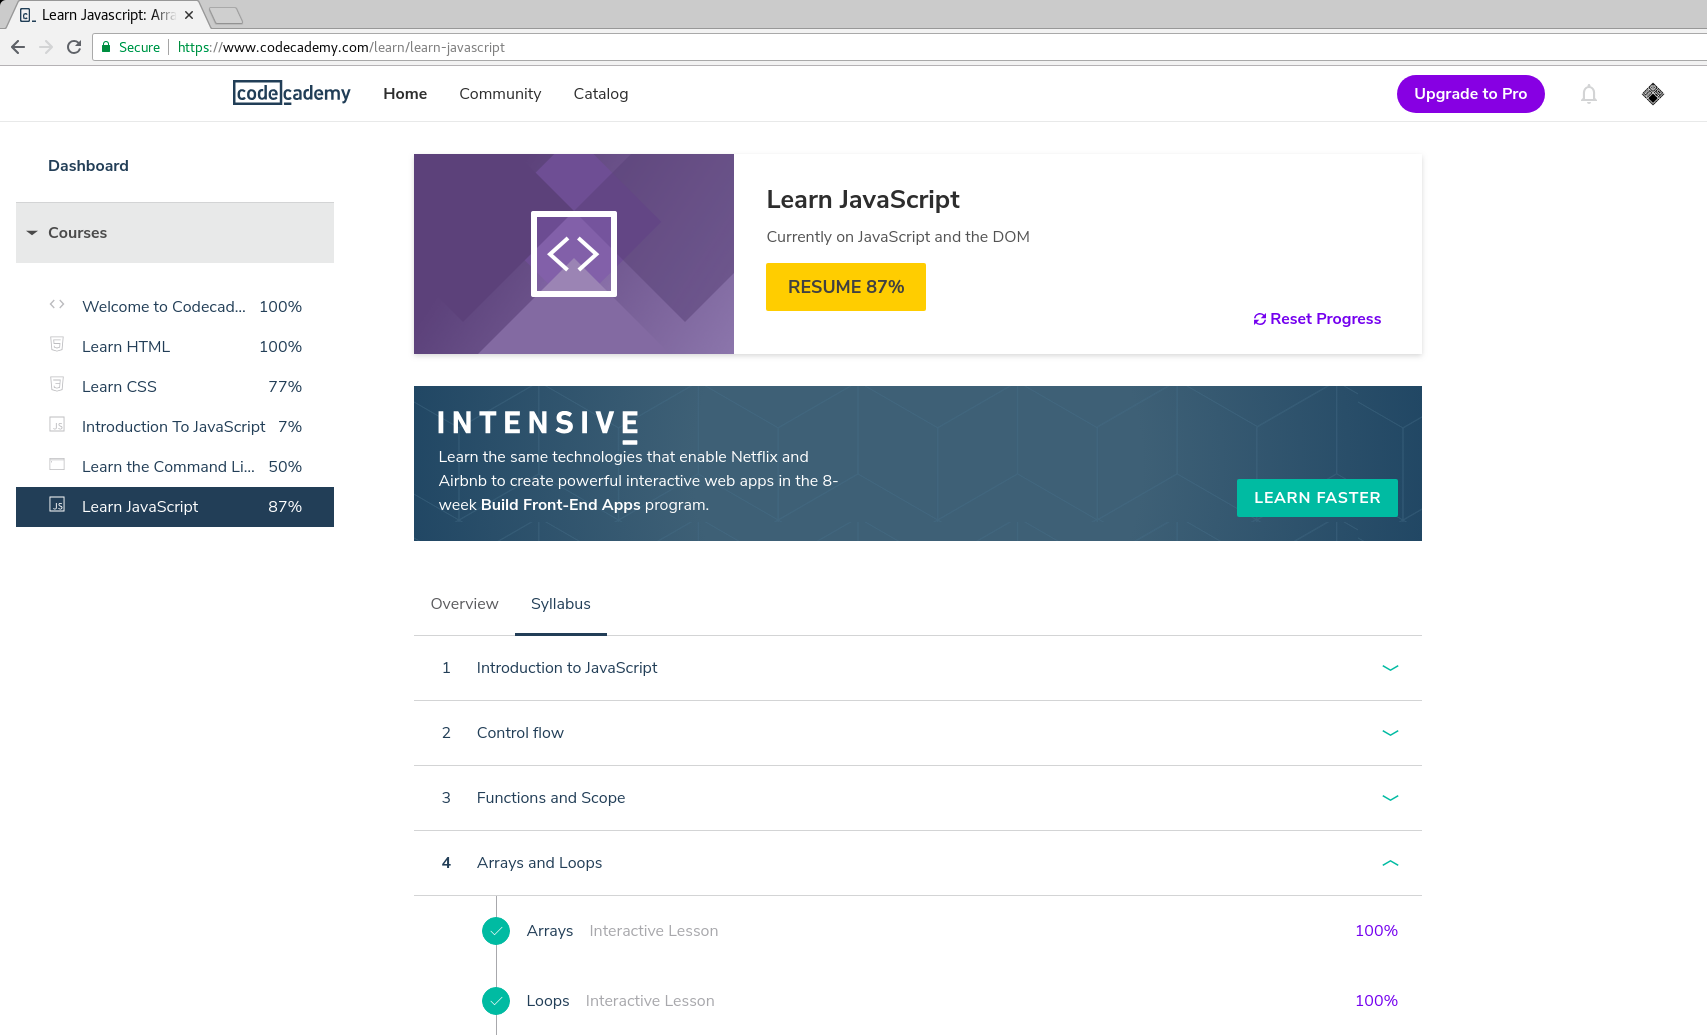 Learn Javascript: Arra
Secure https://www.codecademy.com/learn/learn-javascript
codecademy Home Community Catalog Upgrade to Pro
Dashboard
Courses
Welcome to Codecad... 100%
Learn HTML 100%
Learn CSS 77%
Introduction To JavaScript 7%
Learn the Command Li... 50%
Learn JavaScript 87%
Learn JavaScript
Currently on JavaScript and the DOM
RESUME 87%
Reset Progress
INTENSIVE
Learn the same technologies that enable Netflix and
Airbnb to create powerful interactive web apps in the 8-
week Build Front-End Apps program.
LEARN FASTER
Overview Syllabus
1 Introduction to JavaScript
2 Control flow
3 Functions and Scope
4 Arrays and Loops
Arrays Interactive Lesson 100%
Loops Interactive Lesson 100%